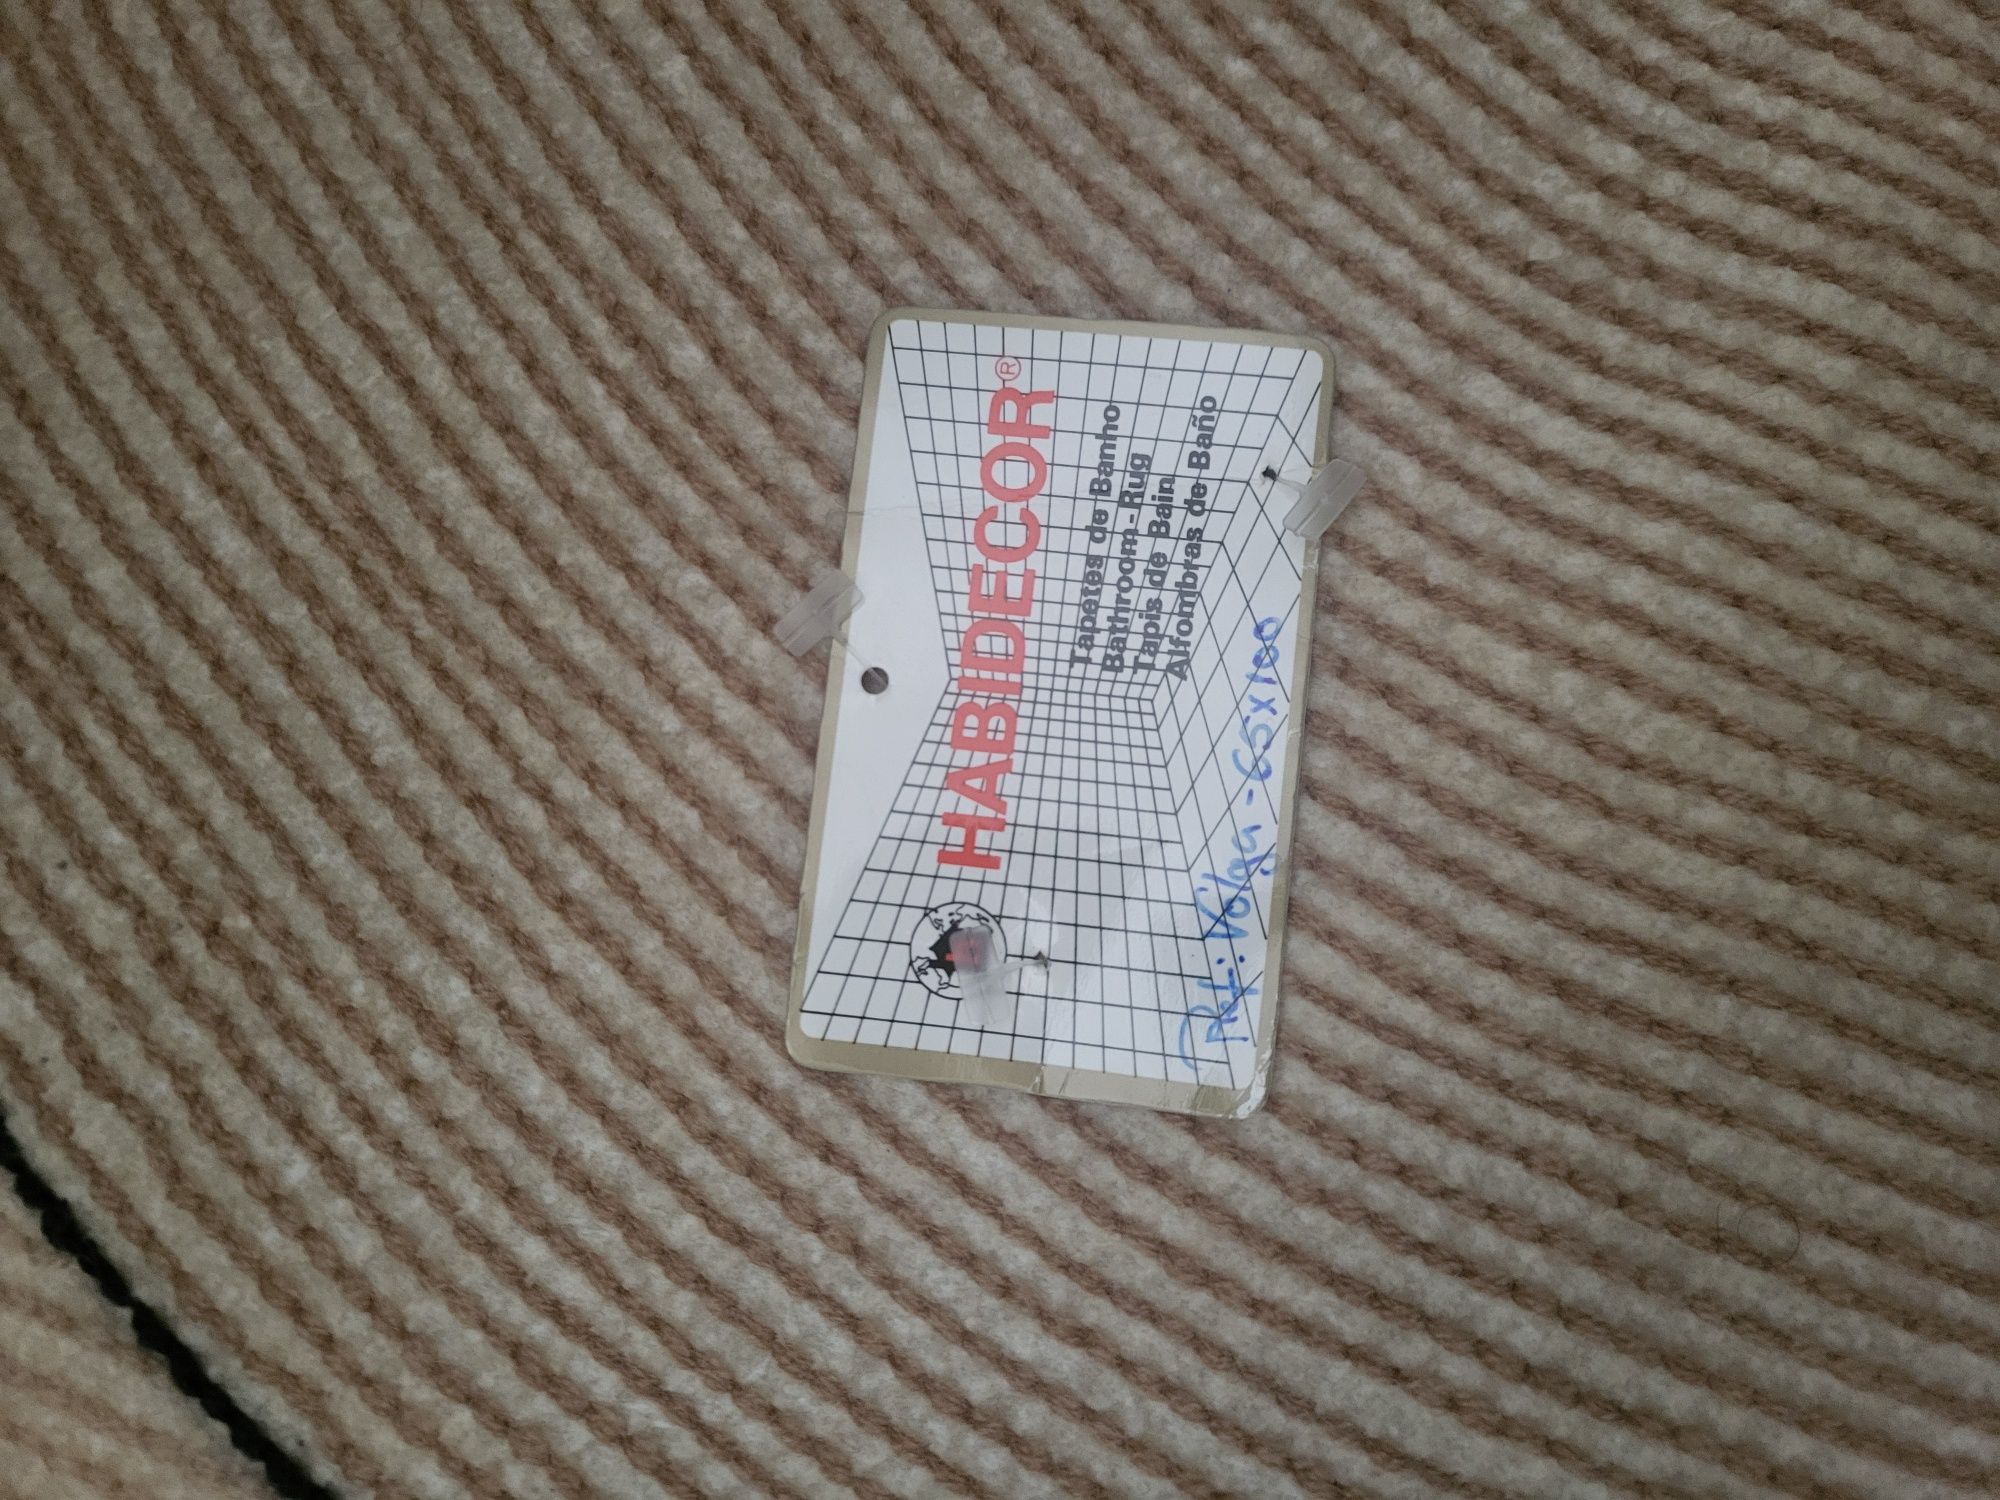 HABIDECOR®
Tapetes de Banho
Bathroom-Rug
Tapis de Bain
Alfombras de Baño
Ref: Volga - 65x100